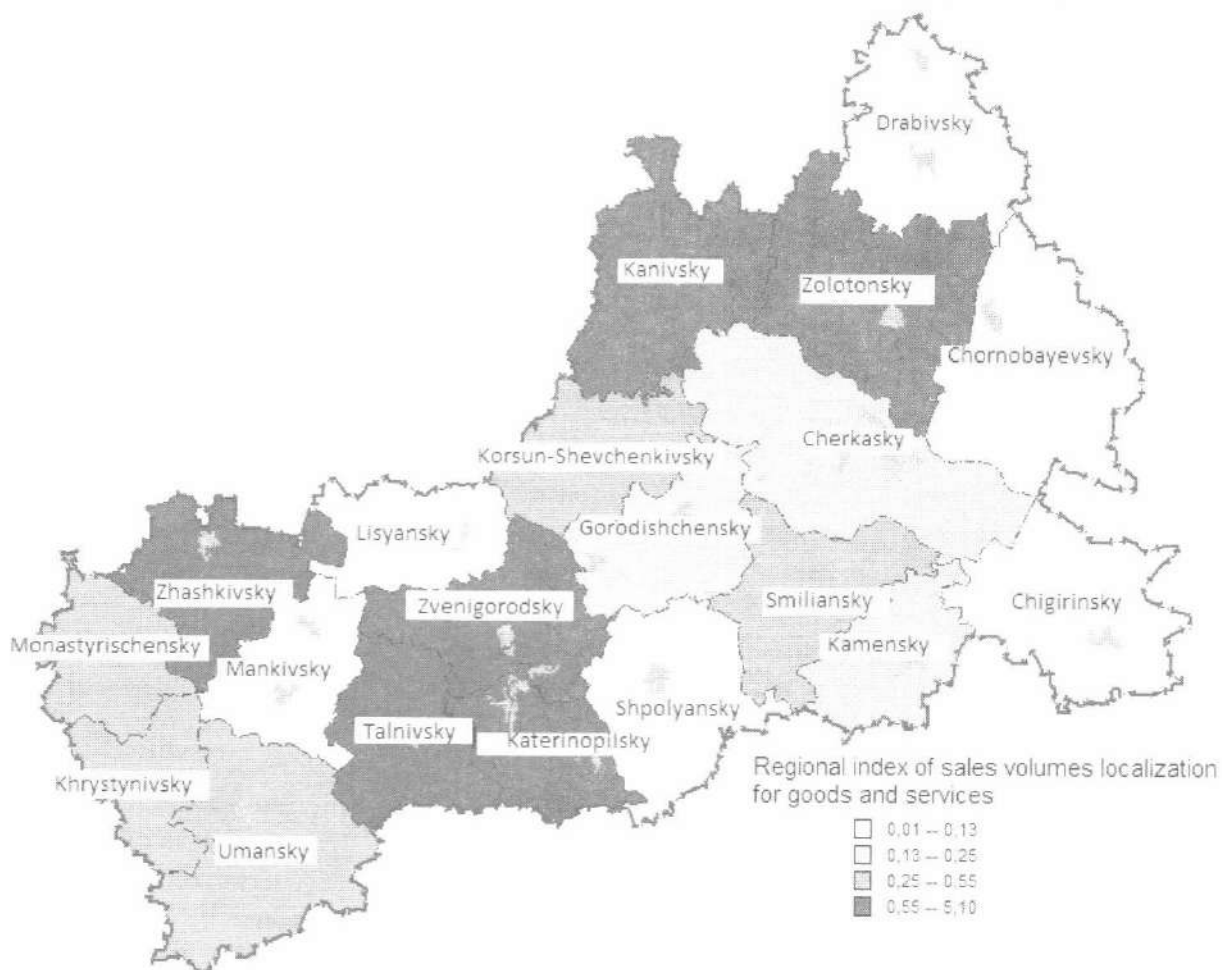 Drabivsky
Kanivsky
Zolotonsky
Chornobayevsky
Cherkasky
Korsun-Shevchenkivsky
Gorodishchensky
Lisyansky
Zhashkivsky
Zvenigorodsky
Smiliansky
Chigirinsky
Monastyrischensky
Mankivsky
Kamensky
Shpolyansky
Talnivsky
Katerinopilsky
Khrystynivsky
Umansky
Regional index of sales volumes localization
for goods and services
0,01 -- 0,13
0,13 -- 0,25
0,25 -- 0,55
0,55 -- 5,10